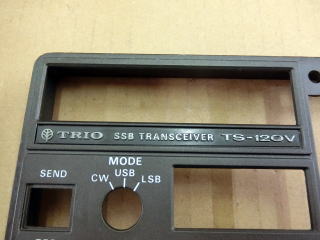 TRIO SSB TRANSCEIVER TS-120V
MODE
SEND
USB
CW LSB